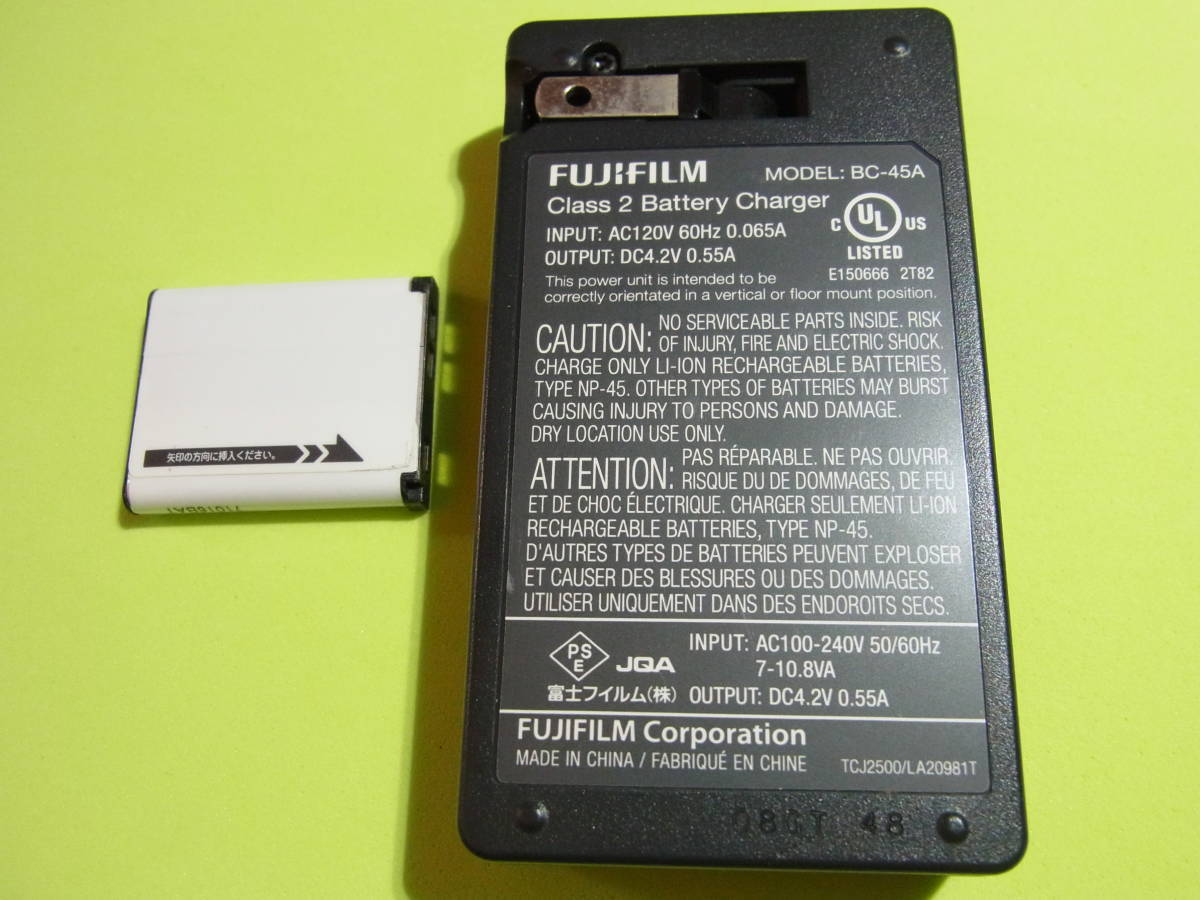 FUJIFILM MODEL: BC-45A
Class 2 Battery Charger
INPUT: AC120V 60Hz 0.065A
OUTPUT: DC4.2V 0.55A
C UL US
LISTED
E150666 2T82
This power unit is intended to be
correctly orientated in a vertical or floor mount position.
CAUTION: NO SERVICEABLE PARTS INSIDE. RISK
OF INJURY, FIRE AND ELECTRIC SHOCK.
CHARGE ONLY LI-ION RECHARGEABLE BATTERIES,
TYPE NP-45. OTHER TYPES OF BATTERIES MAY BURST
CAUSING INJURY TO PERSONS AND DAMAGE.
DRY LOCATION USE ONLY.
ATTENTION: PAS RÉPARABLE. NE PAS OUVRIR.
RISQUE DU DE DOMMAGES, DE FEU
ET DE CHOC ÉLECTRIQUE. CHARGER SEULEMENT LI-ION
RECHARGEABLE BATTERIES, TYPE NP-45.
D'AUTRES TYPES DE BATTERIES PEUVENT EXPLOSER
ET CAUSER DES BLESSURES OU DES DOMMAGES.
UTILISER UNIQUEMENT DANS DES ENDOROITS SECS.
PS E JQA
富士フイルム(株)
INPUT: AC100-240V 50/60Hz
7-10.8VA
OUTPUT: DC4.2V 0.55A
FUJIFILM Corporation
MADE IN CHINA / FABRIQUÉ EN CHINE TCJ2500/LA20981T
48
矢印の方向に挿入ください。